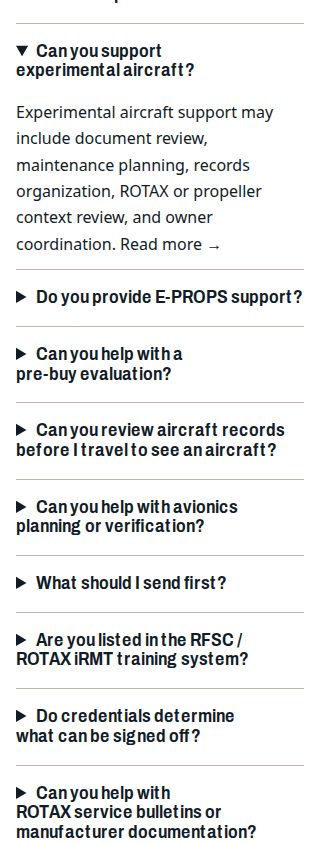 Can you support
experimental aircraft?
Experimental aircraft support may
include document review,
maintenance planning, records
organization, ROTAX or propeller
context review, and owner
coordination. Read more →
Do you provide E-PROPS support?
Can you help with a
pre-buy evaluation?
Can you review aircraft records
before I travel to see an aircraft?
Can you help with avionics
planning or verification?
What should I send first?
Are you listed in the RFSC /
ROTAX iRMT training system?
Do credentials determine
what can be signed off?
Can you help with
ROTAX service bulletins or
manufacturer documentation?